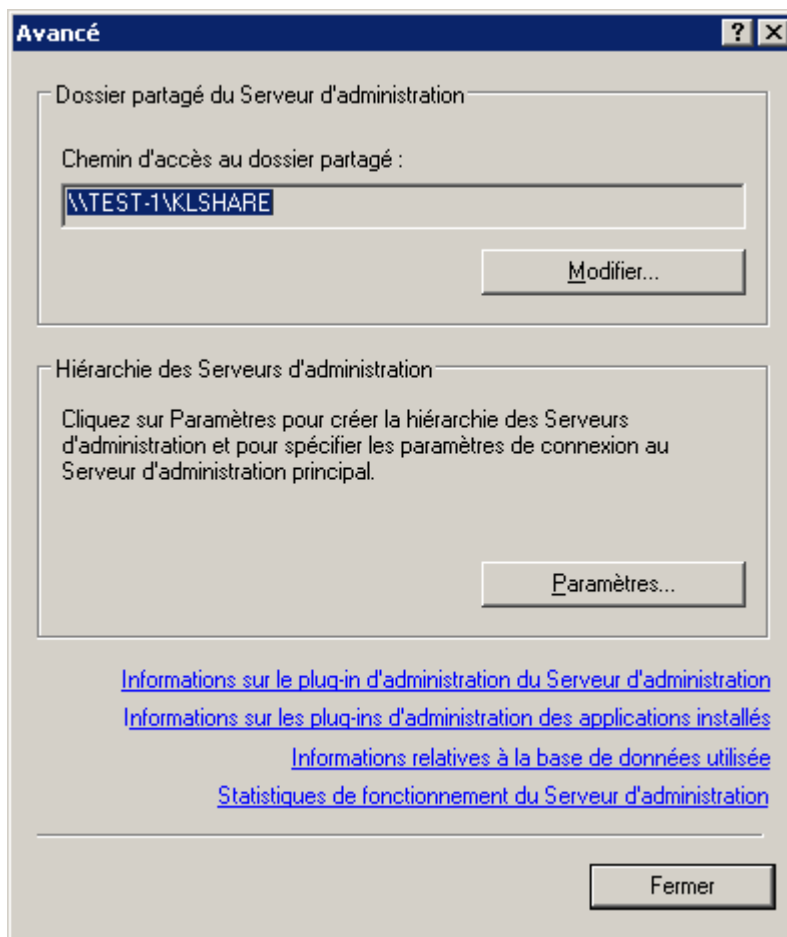 Avancé
Dossier partagé du Serveur d'administration
Chemin d'accès au dossier partagé :
\\TEST-1\KLSHARE
Modifier...
Hiérarchie des Serveurs d'administration
Cliquez sur Paramètres pour créer la hiérarchie des Serveurs
d'administration et pour spécifier les paramètres de connexion au
Serveur d'administration principal.
Paramètres...
Informations sur le plug-in d'administration du Serveur d'administration
Informations sur les plug-ins d'administration des applications installés
Informations relatives à la base de données utilisée
Statistiques de fonctionnement du Serveur d'administration
Fermer